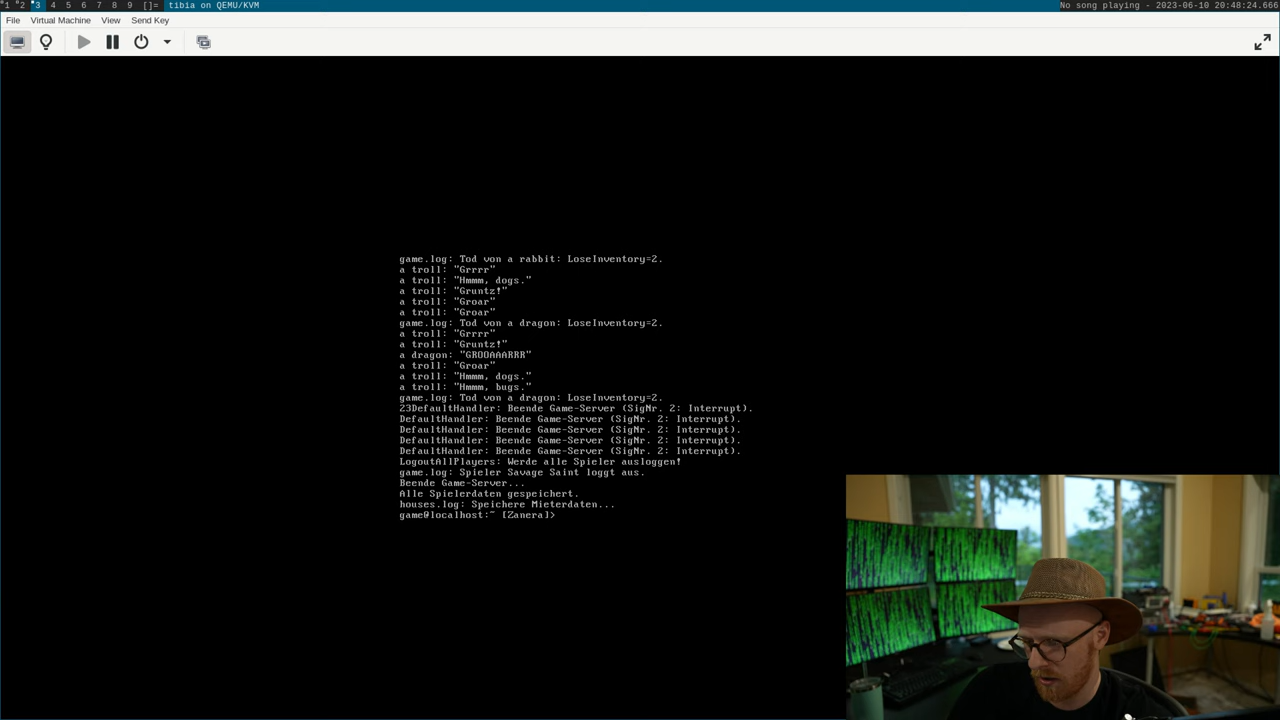 1 2 3 4 5 6 7 8 9 []= tibia on QEMU/KVM No song playing - 2023-06-10 20:48:24.666
File Virtual Machine View Send Key
game.log: Tod von a rabbit: LoseInventory=2.
a troll: "Grrrr"
a troll: "Hmmm, dogs."
a troll: "Gruntz!"
a troll: "Groar"
a troll: "Groar"
game.log: Tod von a dragon: LoseInventory=2.
a troll: "Grrrr"
a troll: "Gruntz!"
a dragon: "GROOAAARRR"
a troll: "Groar"
a troll: "Hmmm, dogs."
a troll: "Hmmm, bugs."
game.log: Tod von a dragon: LoseInventory=2.
23DefaultHandler: Beende Game-Server (SigNr. 2: Interrupt).
DefaultHandler: Beende Game-Server (SigNr. 2: Interrupt).
DefaultHandler: Beende Game-Server (SigNr. 2: Interrupt).
DefaultHandler: Beende Game-Server (SigNr. 2: Interrupt).
DefaultHandler: Beende Game-Server (SigNr. 2: Interrupt).
LogoutAllPlayers: Werde alle Spieler ausloggen!
game.log: Spieler Savage Saint loggt aus.
Beende Game-Server...
Alle Spielerdaten gespeichert.
houses.log: Speichere Mieterdaten...
game@localhost:~ [Zanera]>